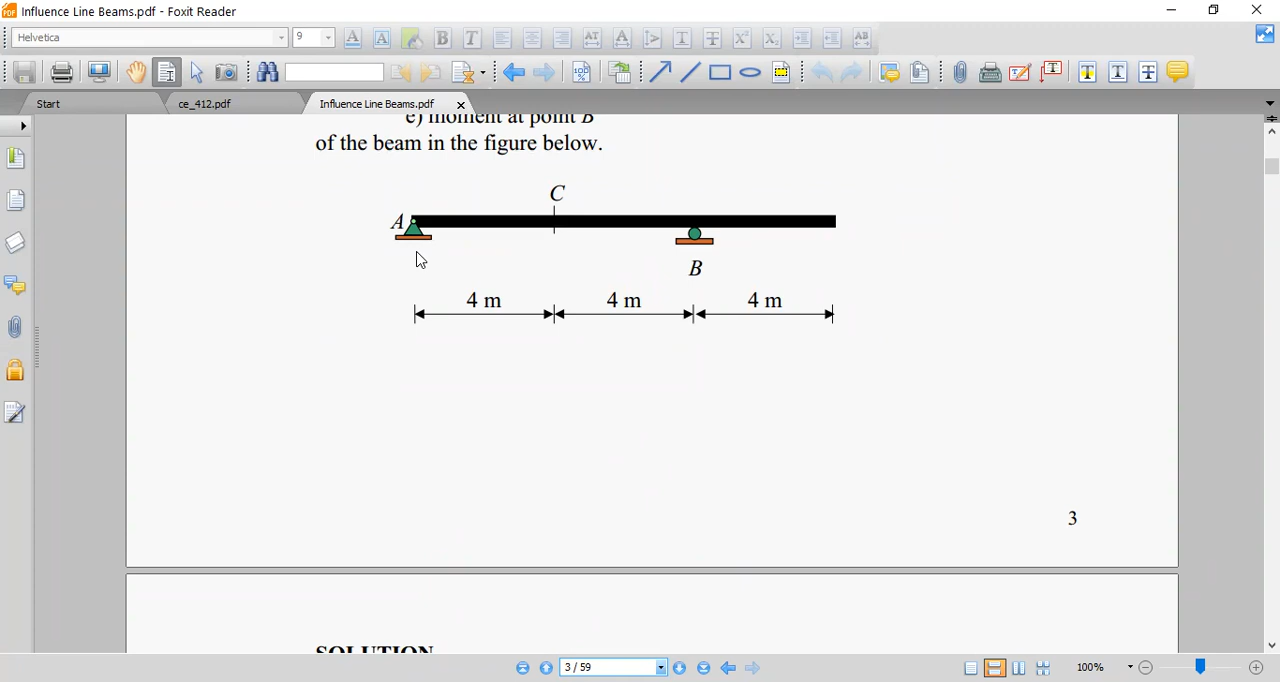 Influence Line Beams.pdf - Foxit Reader
Helvetica 9
Start ce_412.pdf Influence Line Beams.pdf
e) moment at point B
of the beam in the figure below.
C
A
B
4 m 4 m 4 m
3
SOLUTION
3 / 59 100%